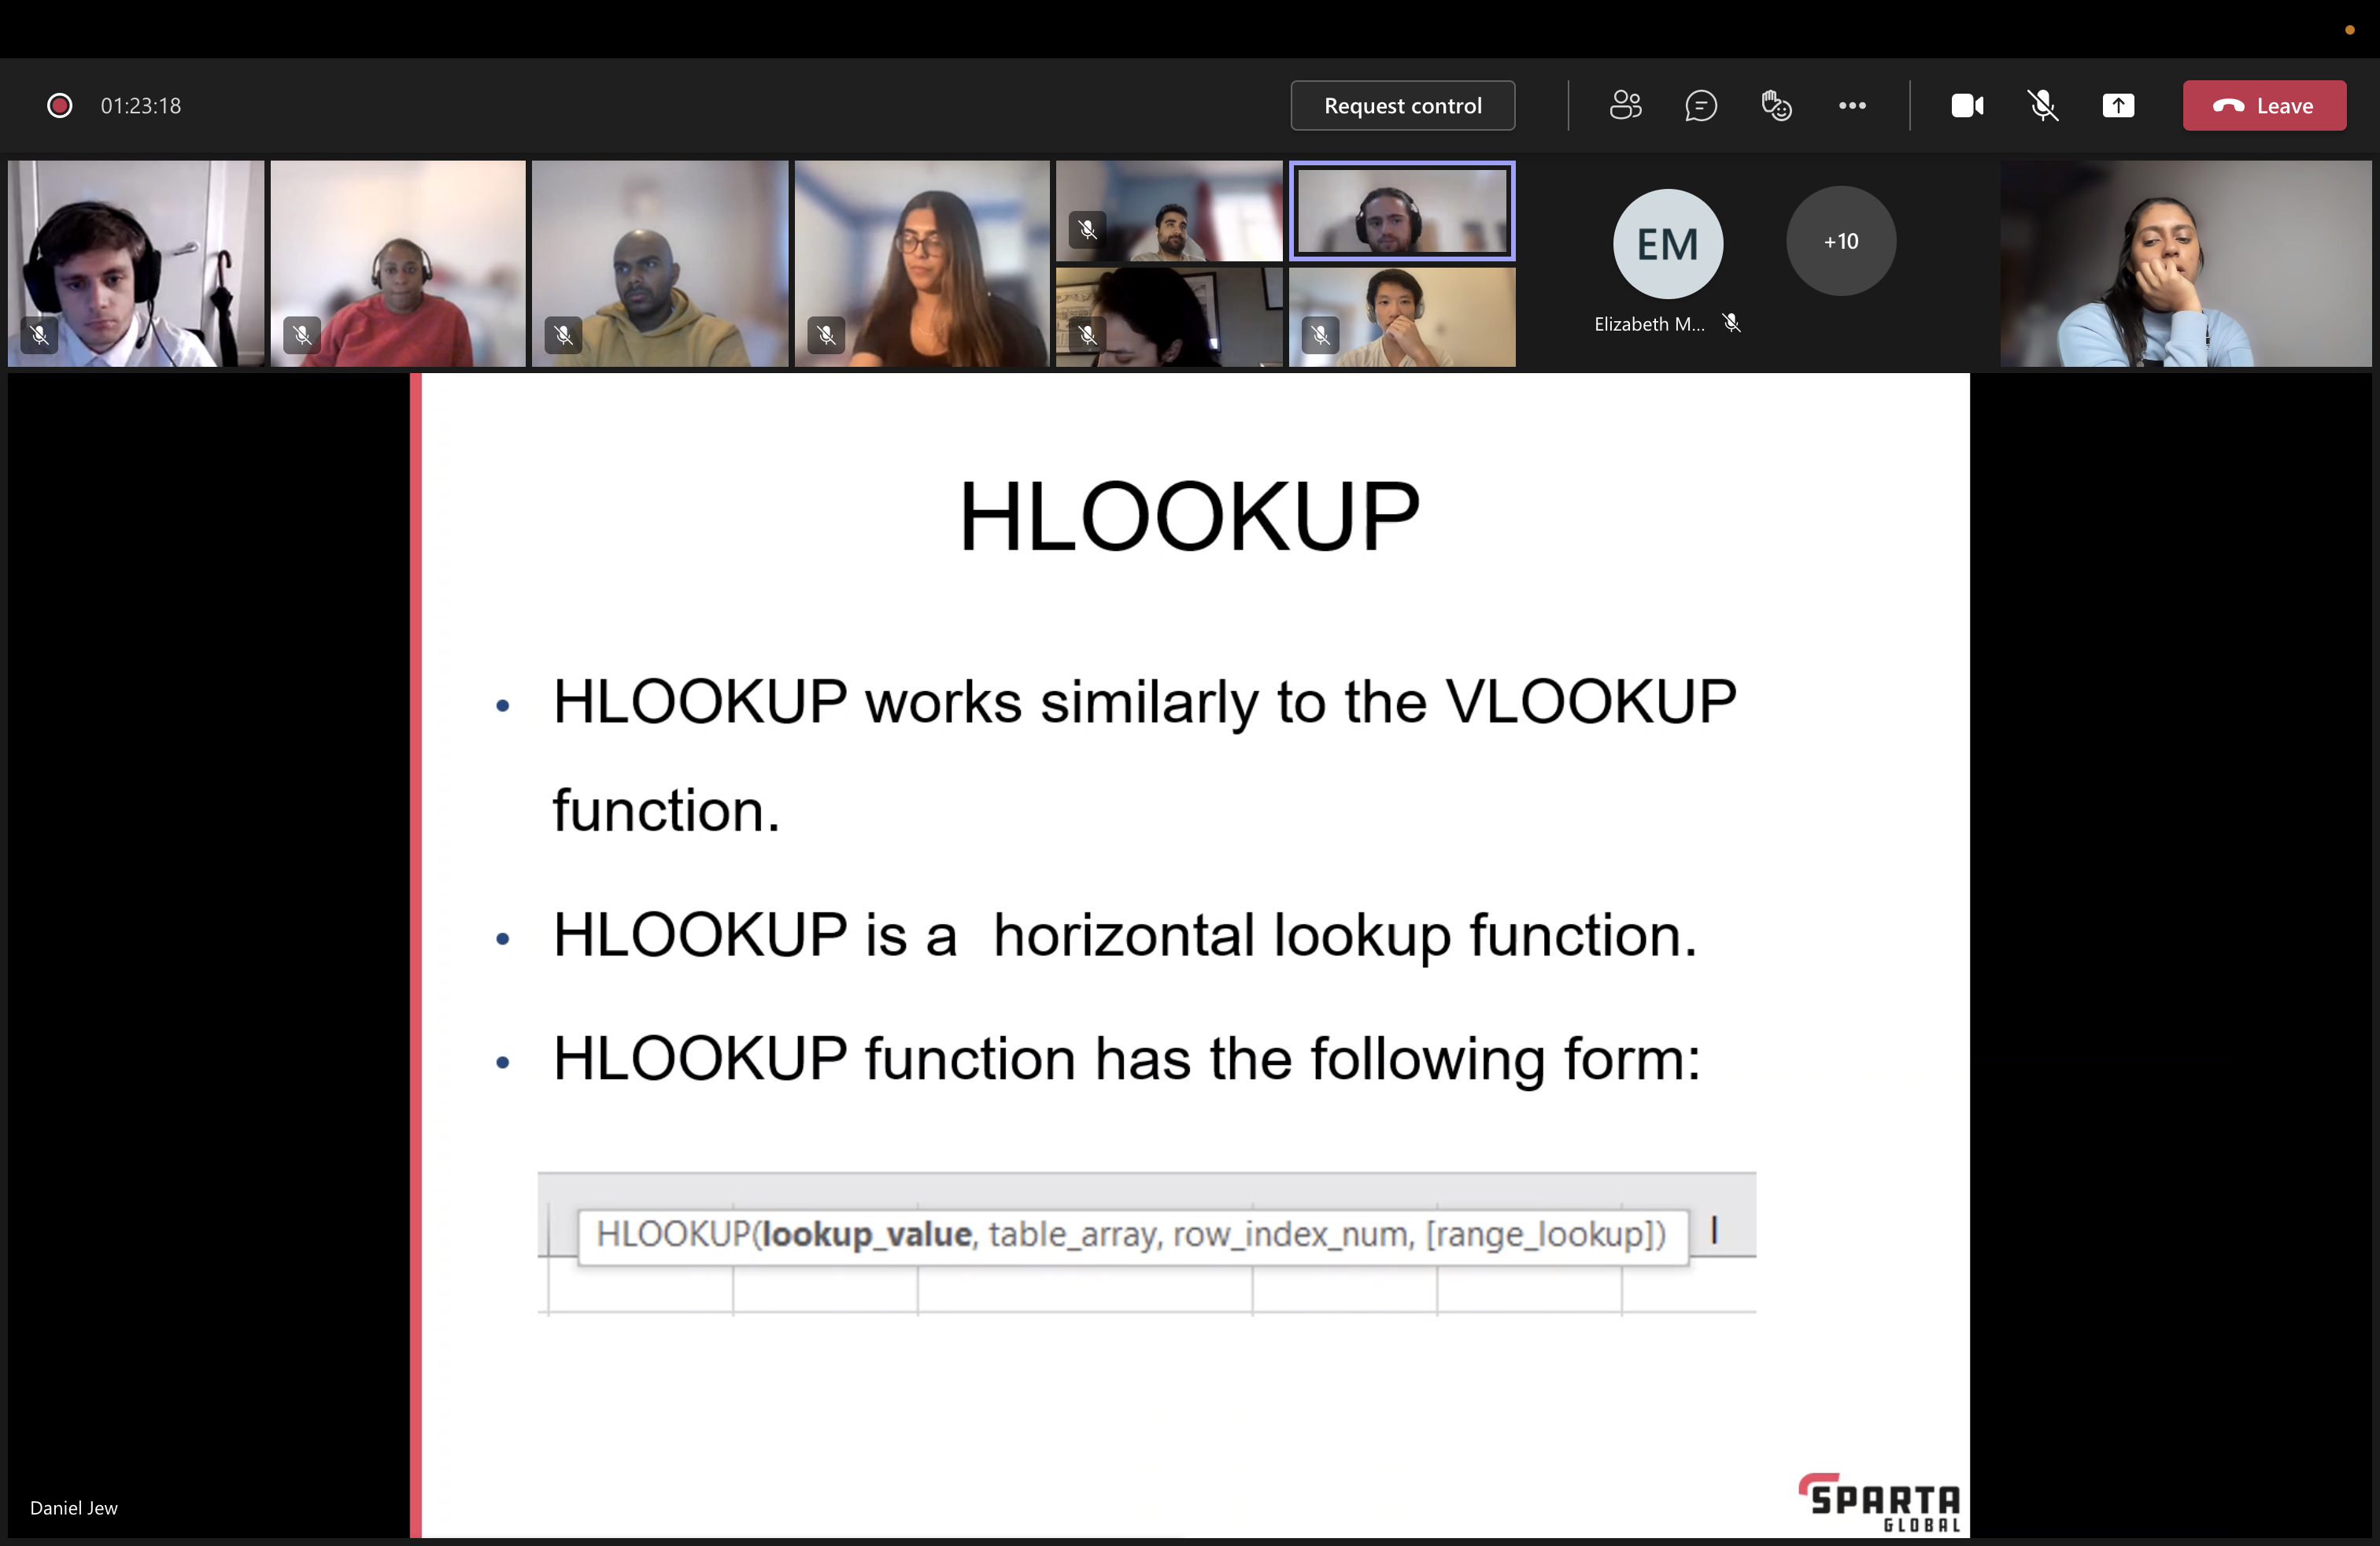 01:23:18
Request control
Leave
EM
+10
Elizabeth M...
HLOOKUP
• HLOOKUP works similarly to the VLOOKUP
function.
• HLOOKUP is a horizontal lookup function.
• HLOOKUP function has the following form:
HLOOKUP(lookup_value, table_array, row_index_num, [range_lookup])
Daniel Jew
SPARTA
GLOBAL